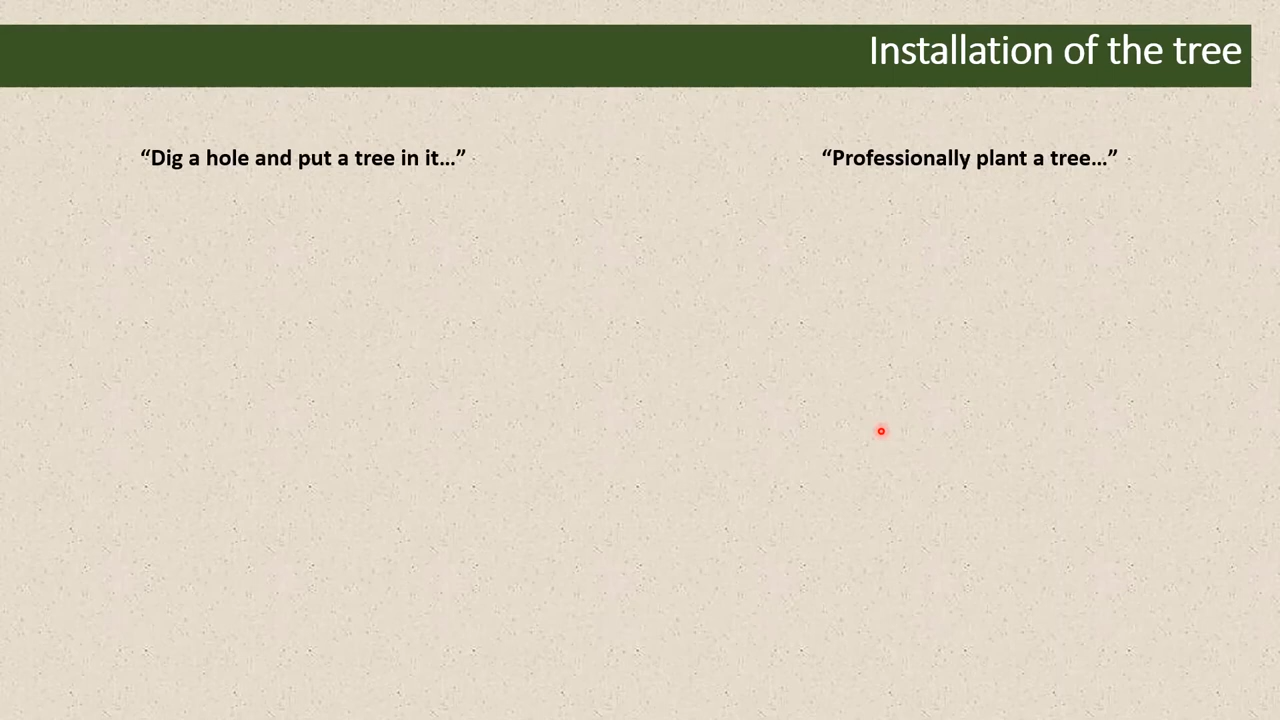 Installation of the tree
“Dig a hole and put a tree in it…”
“Professionally plant a tree…”